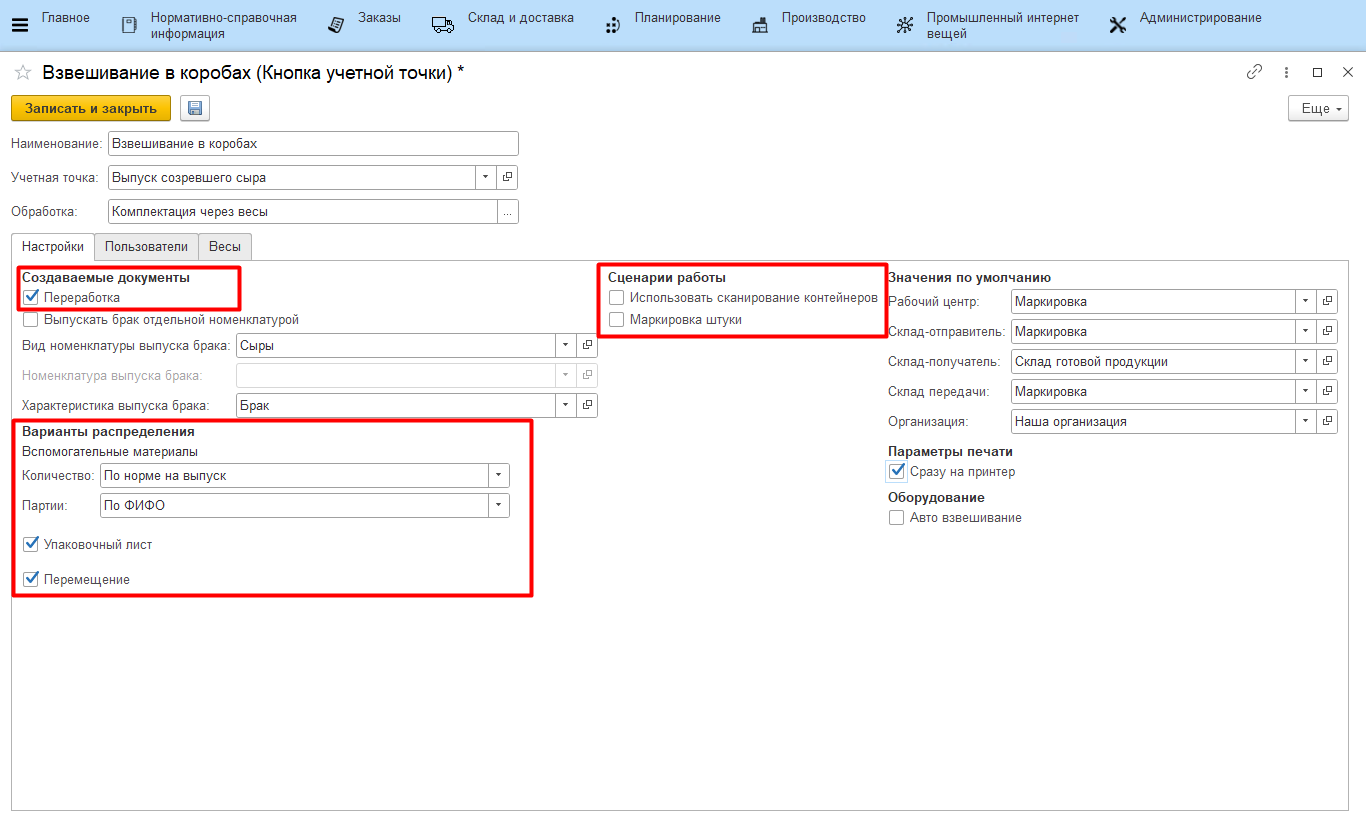 Главное
Нормативно-справочная
информация
Заказы
Склад и доставка
Планирование
Производство
Промышленный интернет
вещей
Администрирование
Взвешивание в коробах (Кнопка учетной точки) *
Записать и закрыть
Еще
Наименование: Взвешивание в коробах
Учетная точка: Выпуск созревшего сыра
Обработка: Комплектация через весы ...
Настройки Пользователи Весы
Создаваемые документы
Переработка
Выпускать брак отдельной номенклатурой
Вид номенклатуры выпуска брака: Сыры
Номенклатура выпуска брака:
Характеристика выпуска брака: Брак
Варианты распределения
Вспомогательные материалы
Количество: По норме на выпуск
Партии: По ФИФО
Упаковочный лист
Перемещение
Сценарии работы
Использовать сканирование контейнеров
Маркировка штуки
Значения по умолчанию
Рабочий центр: Маркировка
Склад-отправитель: Маркировка
Склад-получатель: Склад готовой продукции
Склад передачи: Маркировка
Организация: Наша организация
Параметры печати
Сразу на принтер
Оборудование
Авто взвешивание